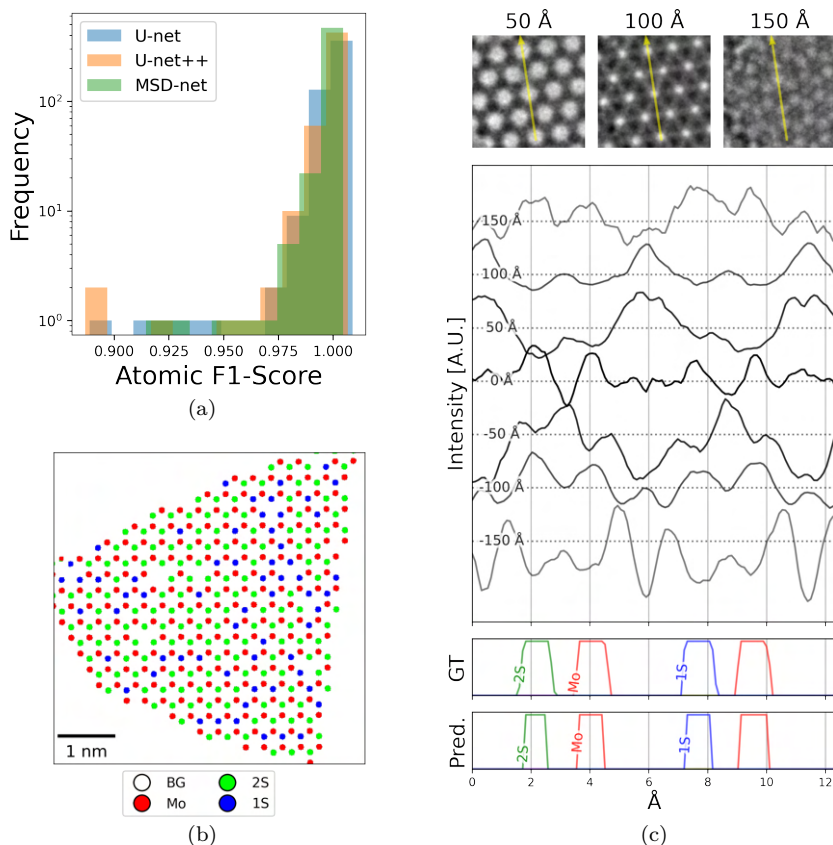 U-net
U-net++
MSD-net
10²
10¹
10⁰
Frequency
0.900 0.925 0.950 0.975 1.000
Atomic F1-Score
(a)
1 nm
BG 2S
Mo 1S
(b)
50 Å 100 Å 150 Å
150 Å
100 Å
50 Å
0 Å
-50 Å
-100 Å
-150 Å
Intensity [A.U.]
GT
2S Mo 1S
Pred.
2S Mo 1S
0 2 4 6 8 10 12
Å
(c)